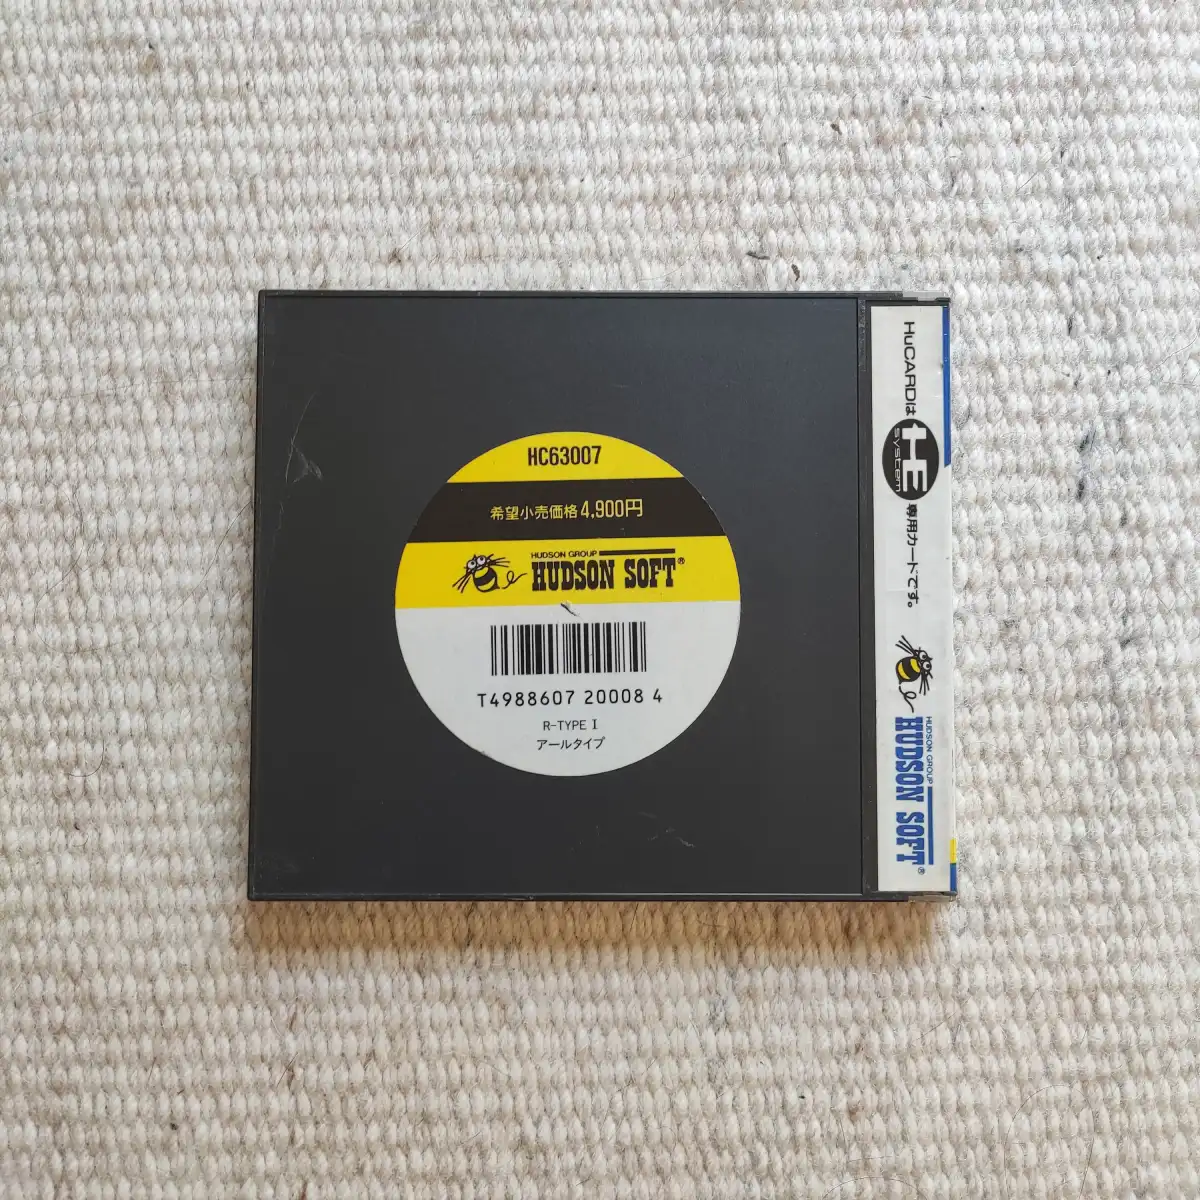 HC63007
希望小売価格4,900円
HUDSON GROUP
HUDSON SOFT®
T4988607 20008 4
R-TYPE I
アールタイプ
HuCARDは HE system 専用カードです。
HUDSON GROUP
HUDSON SOFT®